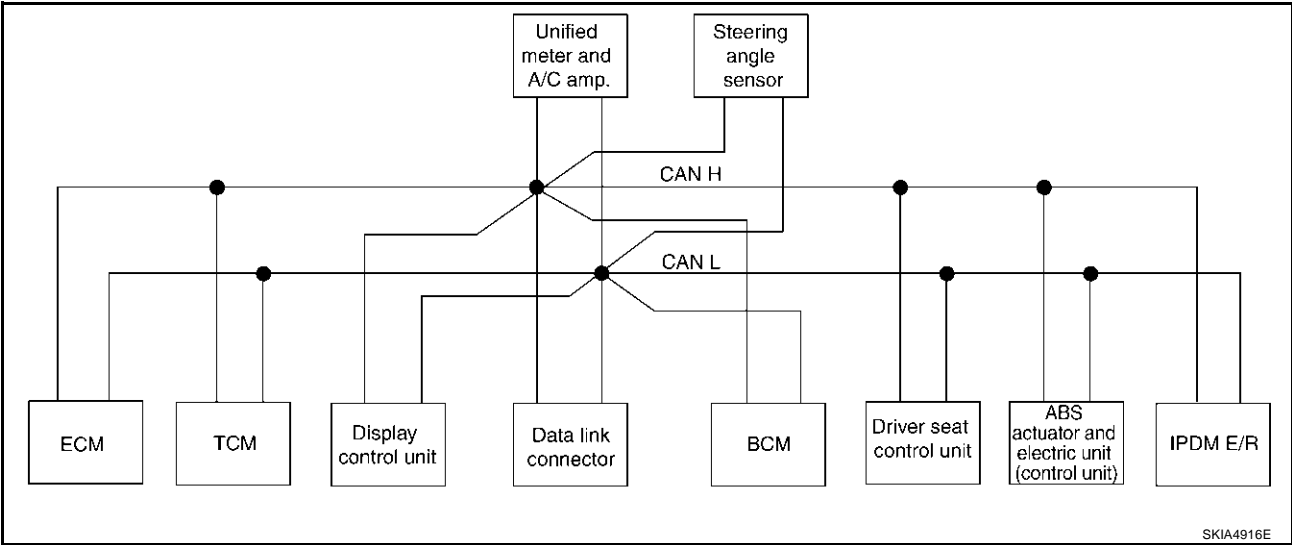 Unified
meter and
A/C amp.
Steering
angle
sensor
CAN H
CAN L
ECM
TCM
Display
control unit
Data link
connector
BCM
Driver seat
control unit
ABS
actuator and
electric unit
(control unit)
IPDM E/R
SKIA4916E